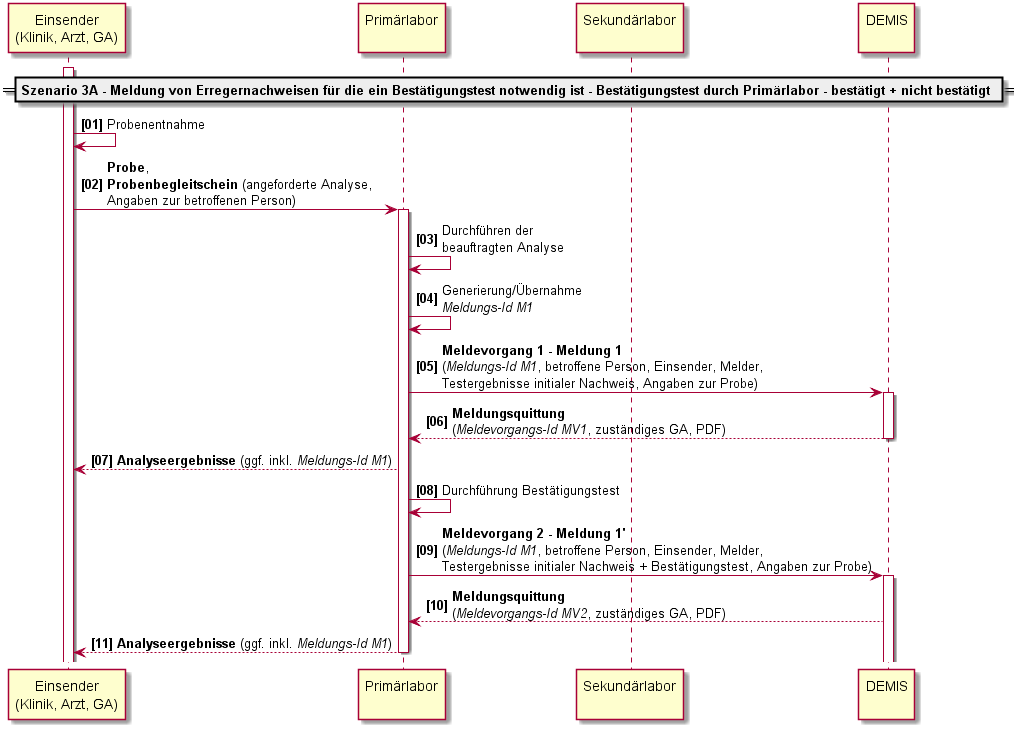 Einsender
(Klinik, Arzt, GA)
Primärlabor
Sekundärlabor
DEMIS
Szenario 3A - Meldung von Erregernachweisen für die ein Bestätigungstest notwendig ist - Bestätigungstest durch Primärlabor - bestätigt + nicht bestätigt
[01] Probenentnahme
Probe,
[02] Probenbegleitschein (angeforderte Analyse,
Angaben zur betroffenen Person)
[03] Durchführen der
beauftragten Analyse
[04] Generierung/Übernahme
Meldungs-Id M1
Meldevorgang 1 - Meldung 1
[05] (Meldungs-Id M1, betroffene Person, Einsender, Melder,
Testergebnisse initialer Nachweis, Angaben zur Probe)
[06] Meldungsquittung
(Meldevorgangs-Id MV1, zuständiges GA, PDF)
[07] Analyseergebnisse (ggf. inkl. Meldungs-Id M1)
[08] Durchführung Bestätigungstest
Meldevorgang 2 - Meldung 1'
[09] (Meldungs-Id M1, betroffene Person, Einsender, Melder,
Testergebnisse initialer Nachweis + Bestätigungstest, Angaben zur Probe)
[10] Meldungsquittung
(Meldevorgangs-Id MV2, zuständiges GA, PDF)
[11] Analyseergebnisse (ggf. inkl. Meldungs-Id M1)
Einsender
(Klinik, Arzt, GA)
Primärlabor
Sekundärlabor
DEMIS